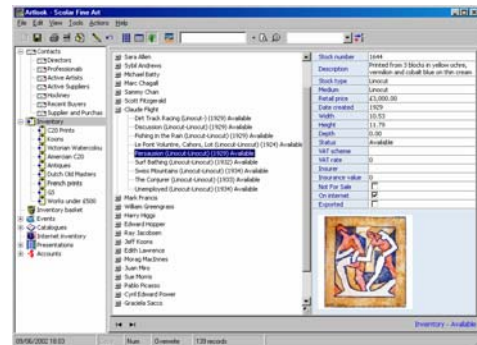 Artlook - Scolar Fine Art
File Edit View Tools Actions Help
Contacts
Directors
Professionals
Active Artists
Active Suppliers
Hockney
Recent Buyers
Supplier and Purchas
Inventory
C20 Prints
Koons
Victorian Watercolou
American C20
Antiques
Dutch Old Masters
French prints
G5
Works under £500
Inventory basket
Events
Catalogues
Internet inventory
Presentations
Accounts
Sara Allen
Sybil Andrews
Michael Batty
Marc Chagall
Sammy Chan
Scott Fitzgerald
Claude Flight
Dirt Track Racing (Linocut-) (1929) Available
Discussion (Linocut-Linocut) (1929) Available
Fishing in the Rain (Linocut-Linocut) (1929) Available
Le Pont Voluntre, Cahors, Lot (Linocut-Linocut) (1924) Available
Persausion (Linocut-Linocut) (1929) Available
Surf Bathing (Linocut-Linocut) (1932) Available
Swiss Mountains (Linocut-Linocut) (1934) Available
The Conjurer (Linocut-Linocut) (1933) Available
Unemployed (Linocut-Linocut) (1934) Available
Mark Francis
William Greengrass
Harry Higgs
Edward Hopper
Ray Jacobsen
Jeff Koons
Edith Lawrence
Morag MacInnes
Juan Miro
Sue Morris
Pablo Picasso
Cyril Edward Power
Graciela Sacco
Stock number 1644
Description Printed from 3 blocks in yellow ochre, vermilion and cobalt blue on thin cream
Stock type Linocut
Medium Linocut
Retail price £3,000.00
Date created 1929
Width 10.53
Height 11.79
Depth 0.00
Status Available
VAT scheme
VAT rate 0
Insurer
Insurance value 0
Not For Sale
On internet
Exported
Inventory - Available
09/06/2002 18:03 Num Overwrite 139 records